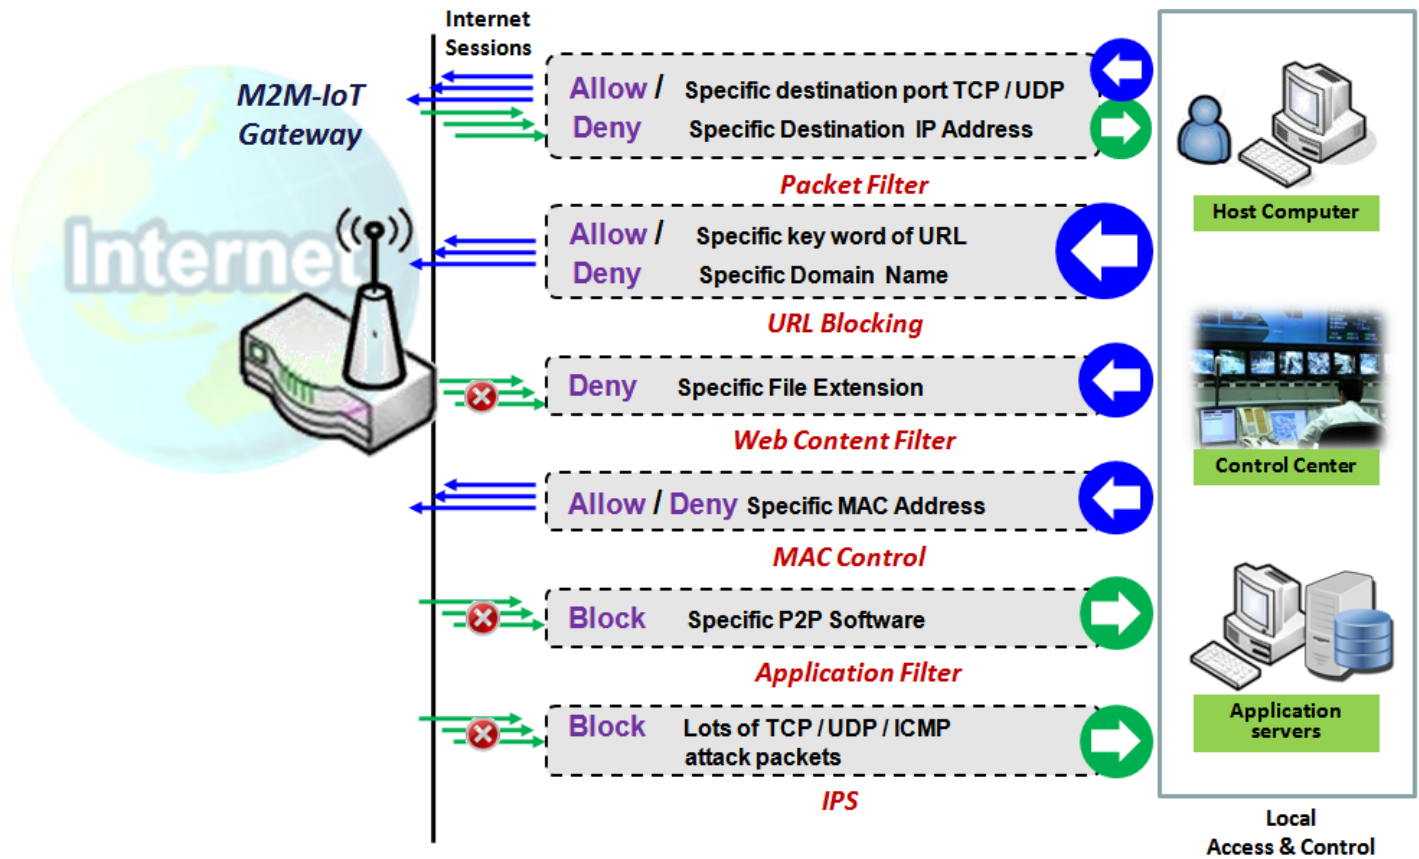 Internet
Sessions
M2M-IoT
Gateway
Internet
Allow / Specific destination port TCP / UDP
Deny Specific Destination IP Address
Packet Filter
Allow / Specific key word of URL
Deny Specific Domain Name
URL Blocking
Deny Specific File Extension
Web Content Filter
Allow / Deny Specific MAC Address
MAC Control
Block Specific P2P Software
Application Filter
Block Lots of TCP / UDP / ICMP
attack packets
IPS
Host Computer
Control Center
Application
servers
Local
Access & Control